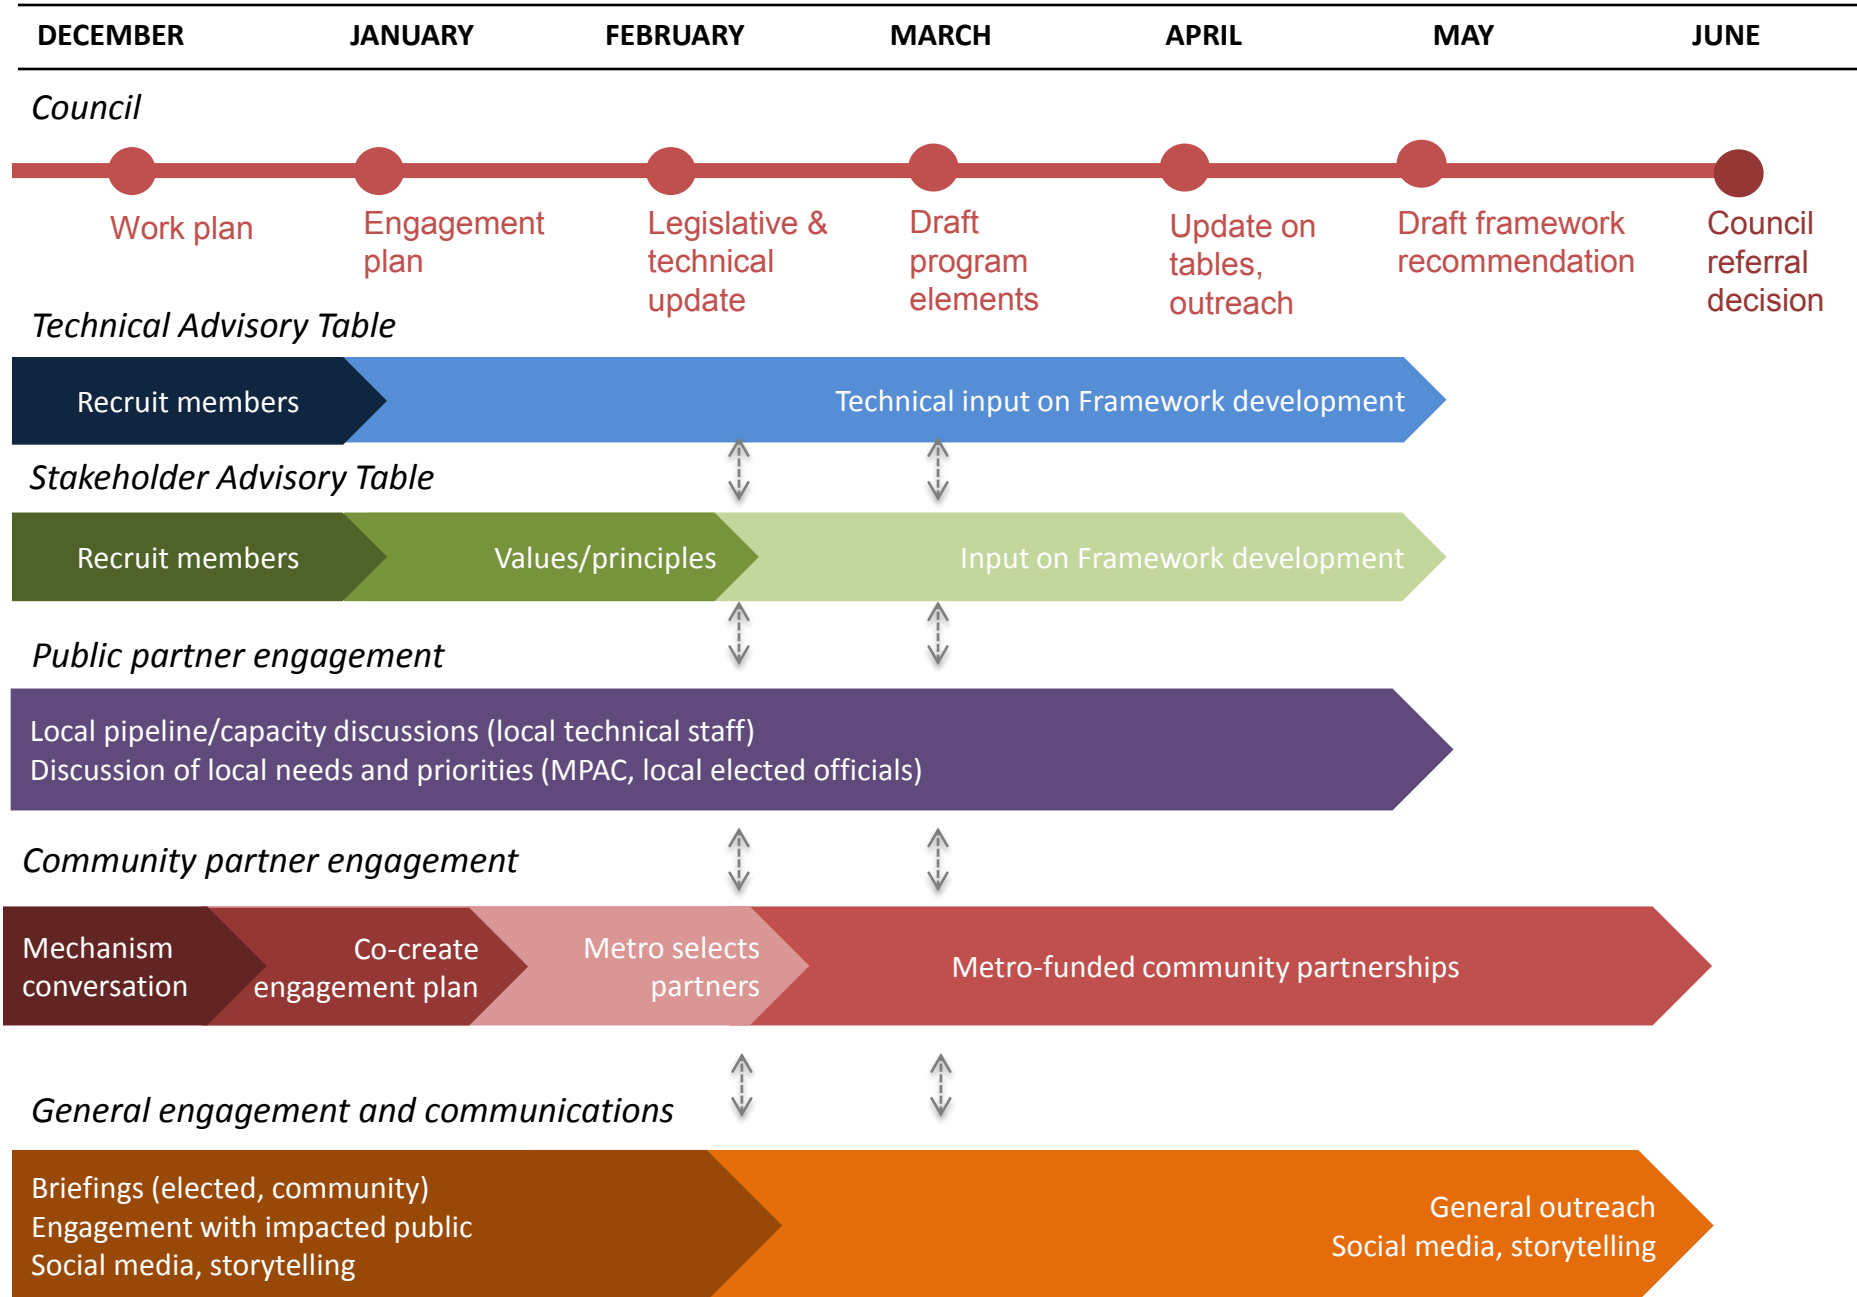 DECEMBER JANUARY FEBRUARY MARCH APRIL MAY JUNE
Council
Work plan
Engagement
plan
Legislative &
technical
update
Draft
program
elements
Update on
tables,
outreach
Draft framework
recommendation
Council
referral
decision
Technical Advisory Table
Recruit members
Technical input on Framework development
Stakeholder Advisory Table
Recruit members
Values/principles
Input on Framework development
Public partner engagement
Local pipeline/capacity discussions (local technical staff)
Discussion of local needs and priorities (MPAC, local elected officials)
Community partner engagement
Mechanism
conversation
Co-create
engagement plan
Metro selects
partners
Metro-funded community partnerships
General engagement and communications
Briefings (elected, community)
Engagement with impacted public
Social media, storytelling
General outreach
Social media, storytelling